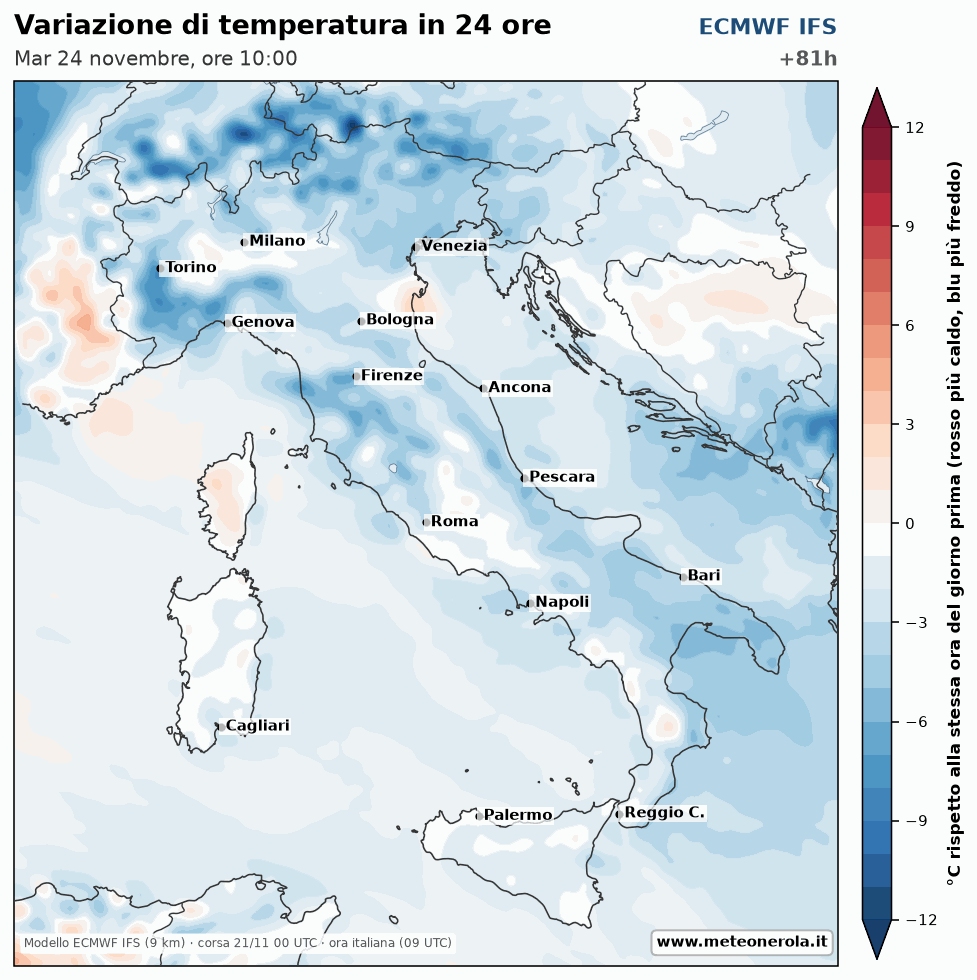 Variazione di temperatura in 24 ore
ECMWF IFS
Mar 24 novembre, ore 10:00
+81h
Milano
Venezia
Torino
Bologna
Genova
Firenze
Ancona
Pescara
Roma
Bari
Napoli
Cagliari
Palermo
Reggio C.
12
9
6
3
0
−3
−6
−9
−12
°C rispetto alla stessa ora del giorno prima (rosso più caldo, blu più freddo)
Modello ECMWF IFS (9 km) · corsa 21/11 00 UTC · ora italiana (09 UTC)
www.meteonerola.it